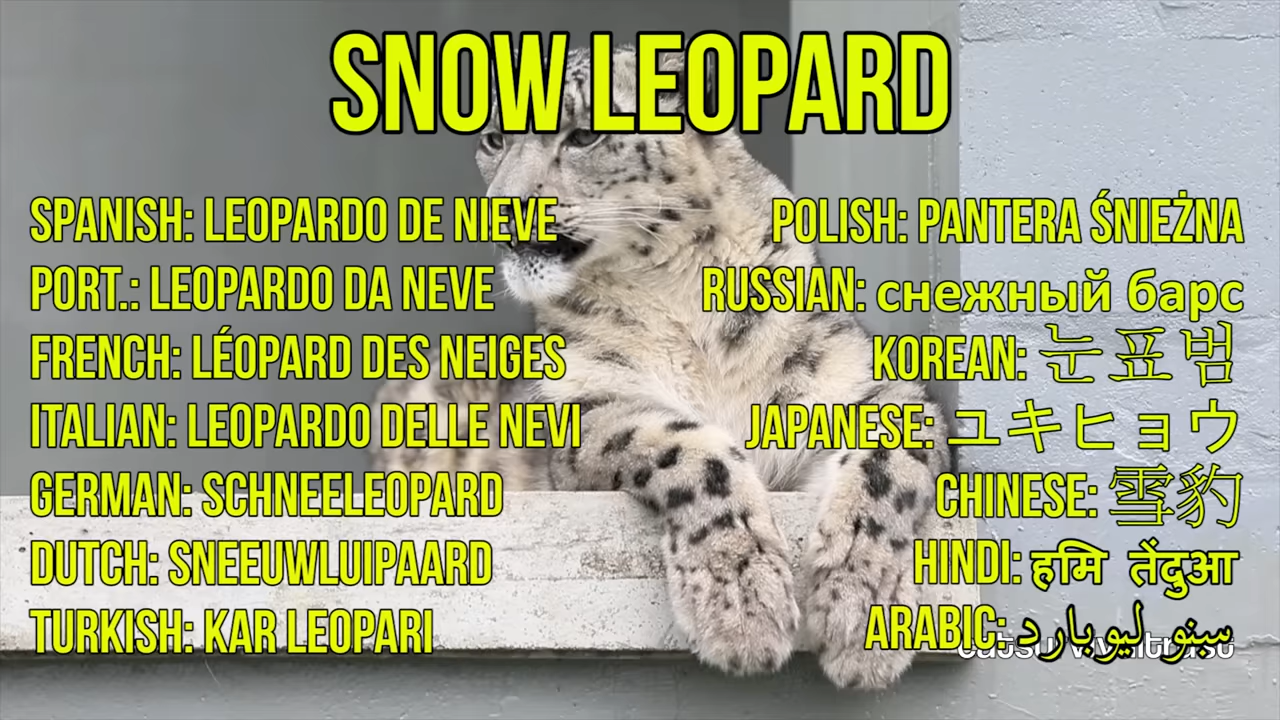 SNOW LEOPARD
SPANISH: LEOPARDO DE NIEVE
PORT.: LEOPARDO DA NEVE
FRENCH: LÉOPARD DES NEIGES
ITALIAN: LEOPARDO DELLE NEVI
GERMAN: SCHNEELEOPARD
DUTCH: SNEEUWLUIPAARD
TURKISH: KAR LEOPARI
POLISH: PANTERA ŚNIEŻNA
RUSSIAN: снежный барс
KOREAN: 눈표범
JAPANESE: ユキヒョウ
CHINESE: 雪豹
HINDI: हमि तेंदुआ
ARABIC: سنو ليوبارد